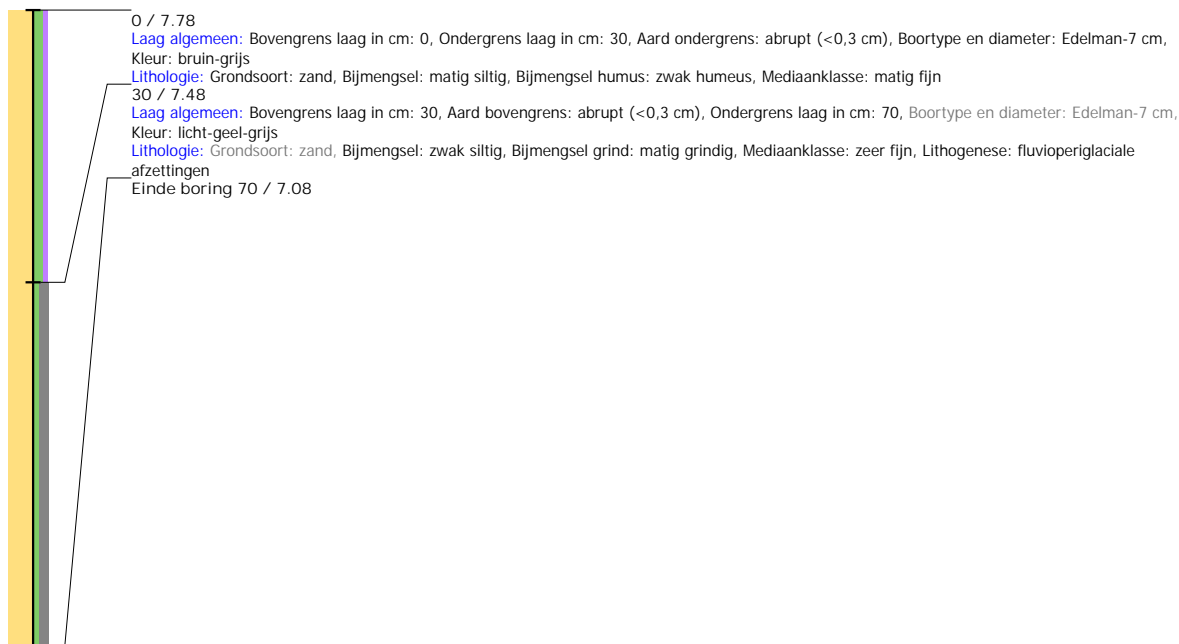 0 / 7.78
Laag algemeen: Bovengrens laag in cm: 0, Ondergrens laag in cm: 30, Aard ondergrens: abrupt (<0,3 cm), Boortype en diameter: Edelman-7 cm,
Kleur: bruin-grijs
Lithologie: Grondsoort: zand, Bijmengsel: matig siltig, Bijmengsel humus: zwak humeus, Mediaanklasse: matig fijn
30 / 7.48
Laag algemeen: Bovengrens laag in cm: 30, Aard bovengrens: abrupt (<0,3 cm), Ondergrens laag in cm: 70, Boortype en diameter: Edelman-7 cm,
Kleur: licht-geel-grijs
Lithologie: Grondsoort: zand, Bijmengsel: zwak siltig, Bijmengsel grind: matig grindig, Mediaanklasse: zeer fijn, Lithogenese: fluvioperiglaciale
afzettingen
Einde boring 70 / 7.08